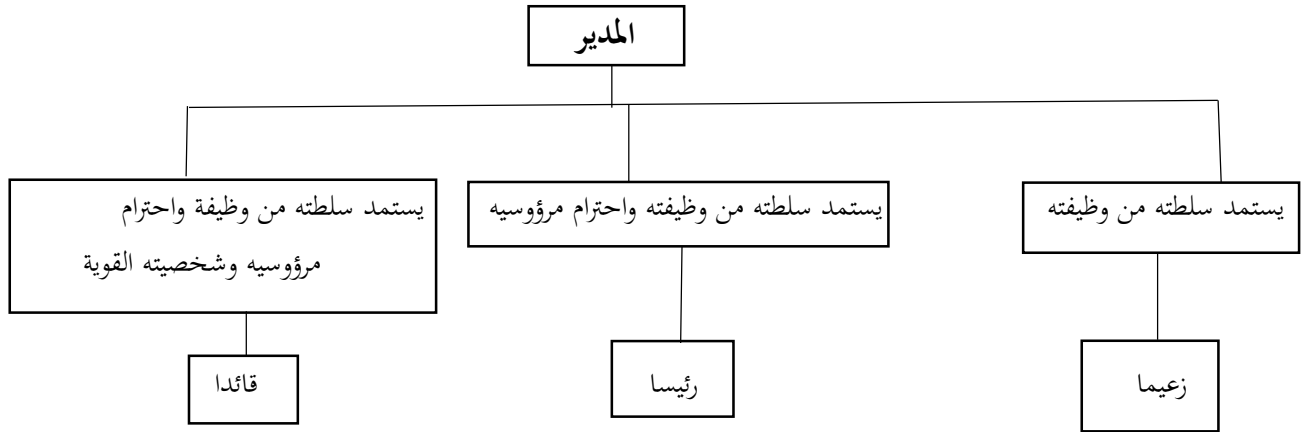 المدير
يستمد سلطته من وظيفته
يستمد سلطته من وظيفته واحترام مرؤوسيه
يستمد سلطته من وظيفة واحترام
مرؤوسيه وشخصيته القوية
زعيما
رئيسا
قائدا